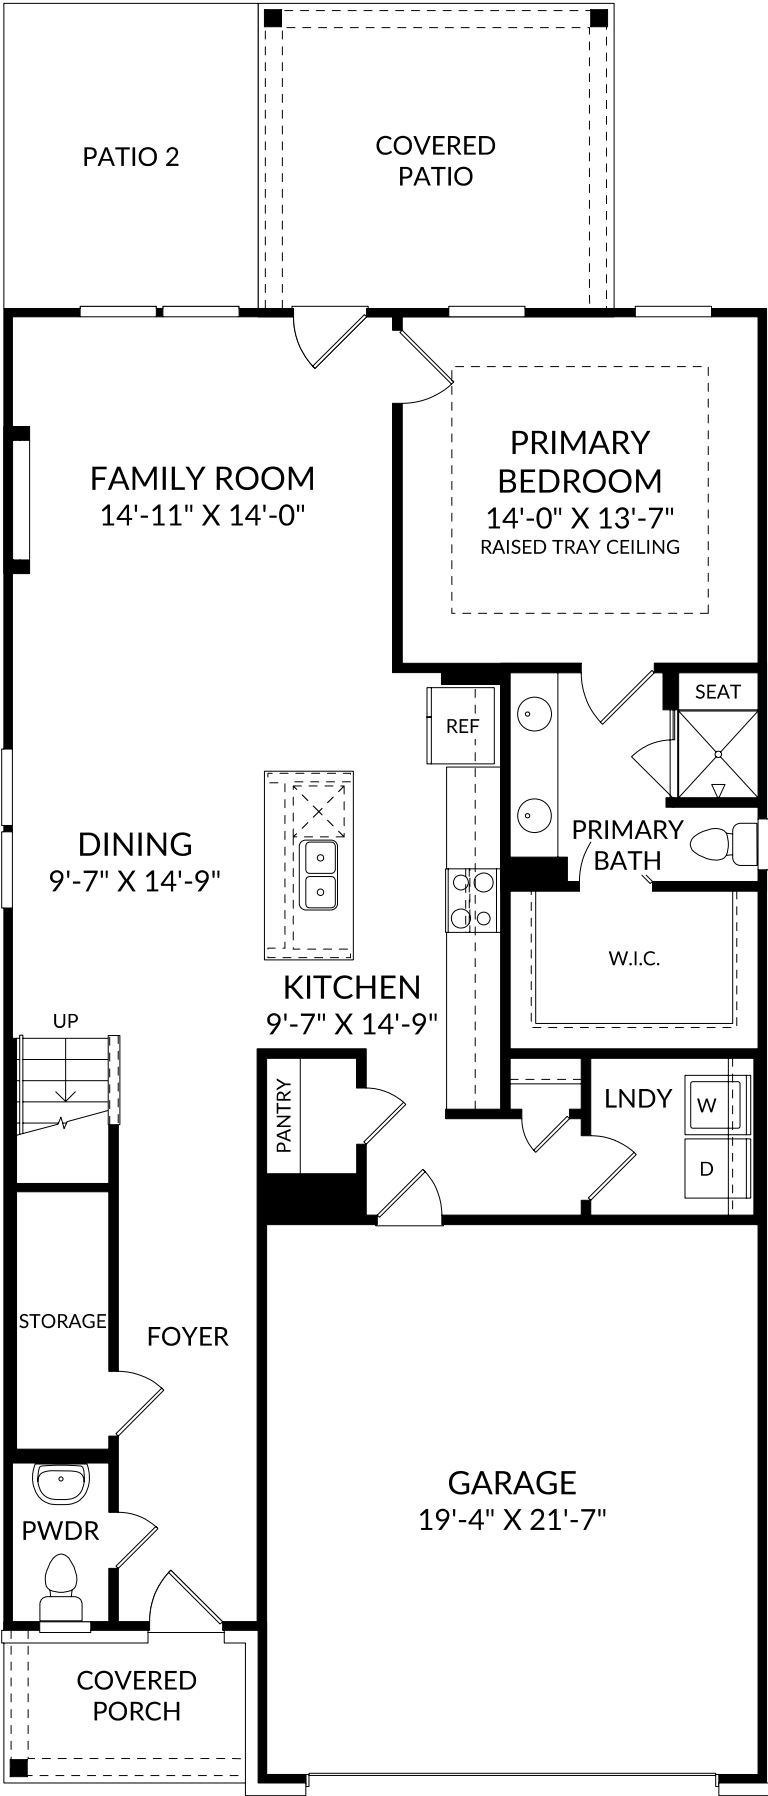 PATIO 2
COVERED
PATIO
PRIMARY
BEDROOM
14'-0" X 13'-7"
RAISED TRAY CEILING
FAMILY ROOM
14'-11" X 14'-0"
SEAT
REF
DINING
9'-7" X 14'-9"
PRIMARY
BATH
W.I.C.
KITCHEN
9'-7" X 14'-9"
UP
PANTRY
LNDY
W
D
STORAGE
FOYER
GARAGE
19'-4" X 21'-7"
PWDR
COVERED
PORCH